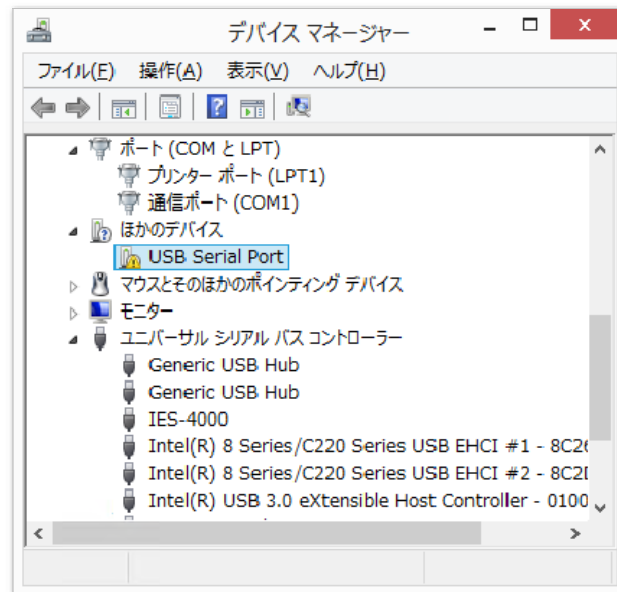 デバイス マネージャー
ファイル(F) 操作(A) 表示(V) ヘルプ(H)
ポート (COM と LPT)
プリンター ポート (LPT1)
通信ポート (COM1)
ほかのデバイス
USB Serial Port
マウスとそのほかのポインティング デバイス
モニター
ユニバーサル シリアル バス コントローラー
Generic USB Hub
Generic USB Hub
IES-4000
Intel(R) 8 Series/C220 Series USB EHCI #1 - 8C26
Intel(R) 8 Series/C220 Series USB EHCI #2 - 8C2
Intel(R) USB 3.0 eXtensible Host Controller - 0100